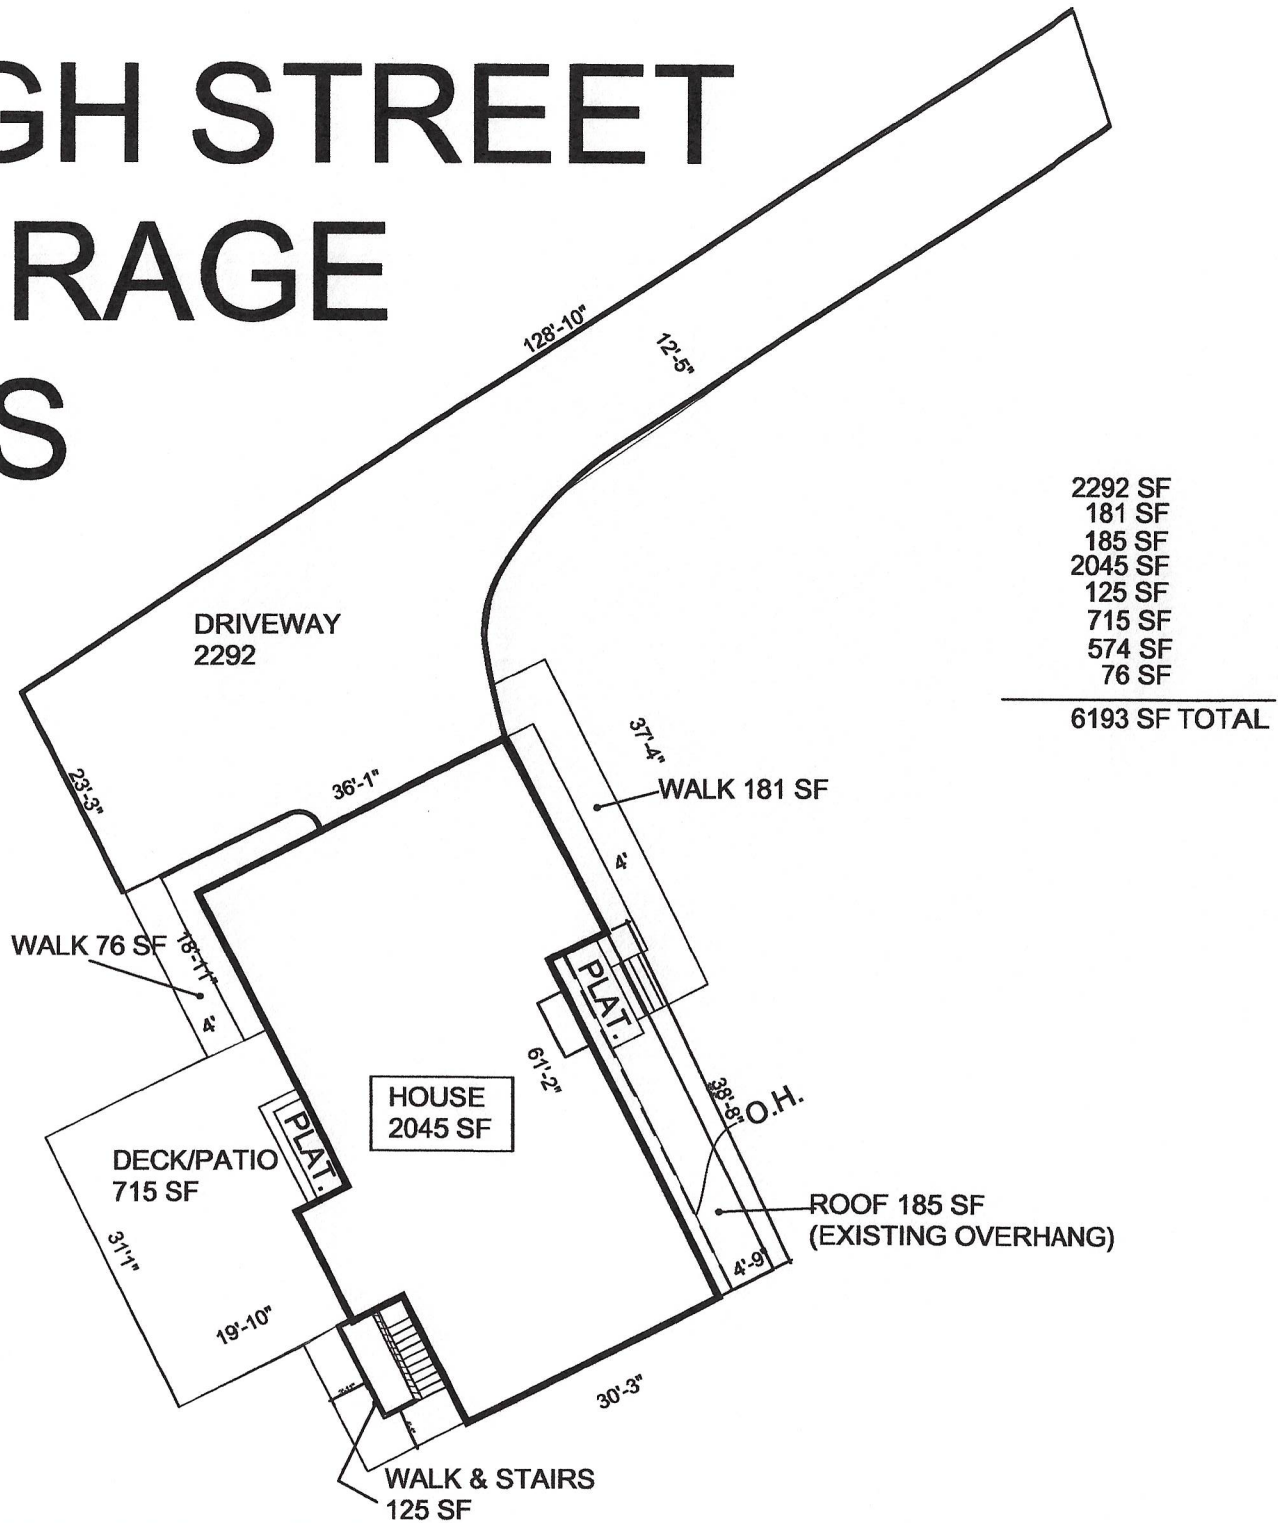 GH STREET
RAGE
S
128'-10"
12'-5"
2292 SF
181 SF
185 SF
2045 SF
125 SF
715 SF
574 SF
76 SF
6193 SF TOTAL
DRIVEWAY
2292
37'-4"
23'-3"
36'-1"
WALK 181 SF
4'
WALK 76 SF
18'-11"
4'
PLAT.
61'-2"
HOUSE
2045 SF
38'-8"
O.H.
PLAT.
DECK/PATIO
715 SF
ROOF 185 SF
(EXISTING OVERHANG)
31'1"
4'-9"
19'-10"
30'-3"
WALK & STAIRS
125 SF